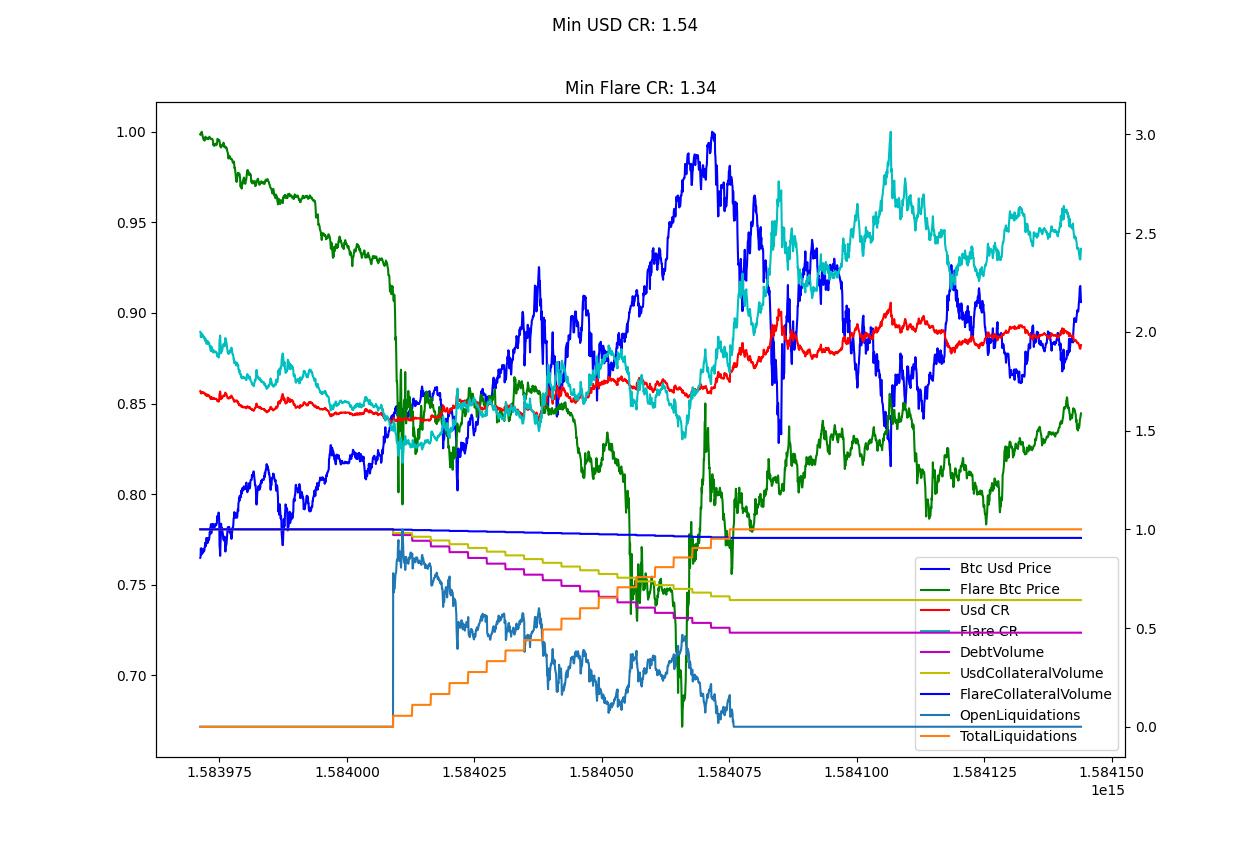 Min USD CR: 1.54
Min Flare CR: 1.34
1.00
0.95
0.90
0.85
0.80
0.75
0.70
3.0
2.5
2.0
1.5
1.0
0.5
0.0
Btc Usd Price
Flare Btc Price
Usd CR
Flare CR
DebtVolume
UsdCollateralVolume
FlareCollateralVolume
OpenLiquidations
TotalLiquidations
1.583975 1.584000 1.584025 1.584050 1.584075 1.584100 1.584125 1.584150
1e15